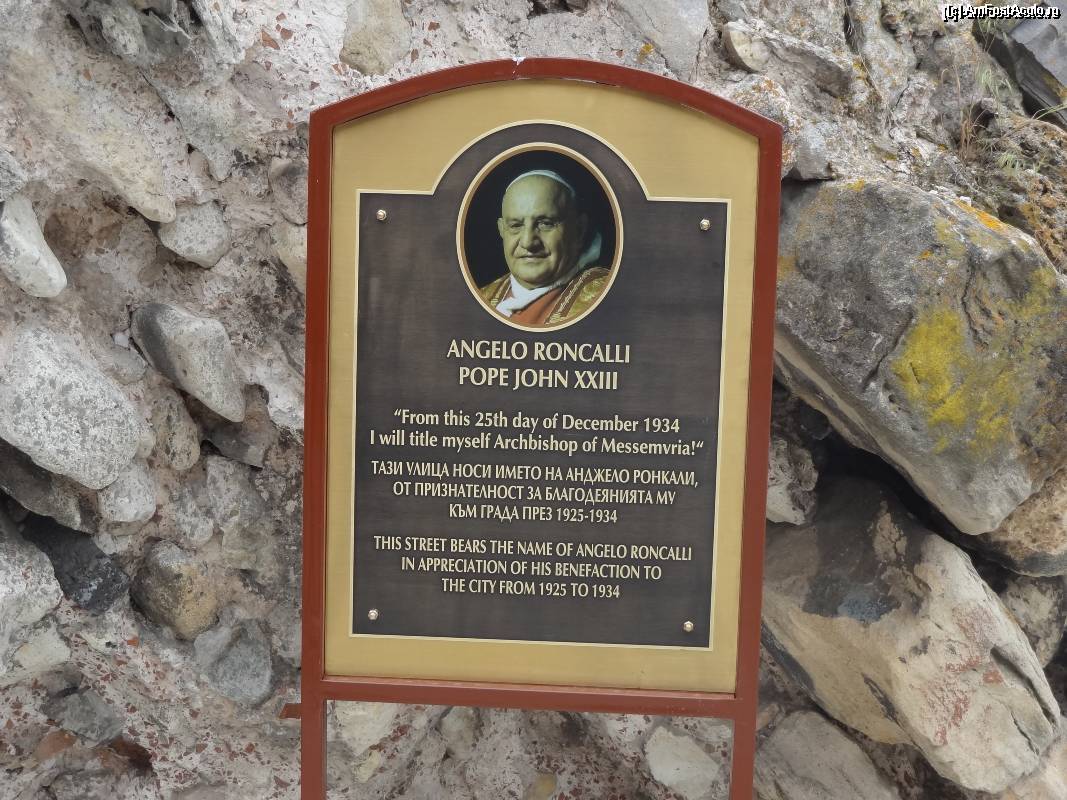 (c) AmFostAcolo.ro
ANGELO RONCALLI
POPE JOHN XXIII
“From this 25th day of December 1934
I will title myself Archbishop of Messemvria!“
ТАЗИ УЛИЦА НОСИ ИМЕТО НА АНДЖЕЛО РОНКАЛИ,
ОТ ПРИЗНАТЕЛНОСТ ЗА БЛАГОДЕЯНИЯТА МУ
КЪМ ГРАДА ПРЕЗ 1925-1934
THIS STREET BEARS THE NAME OF ANGELO RONCALLI
IN APPRECIATION OF HIS BENEFACTION TO
THE CITY FROM 1925 TO 1934